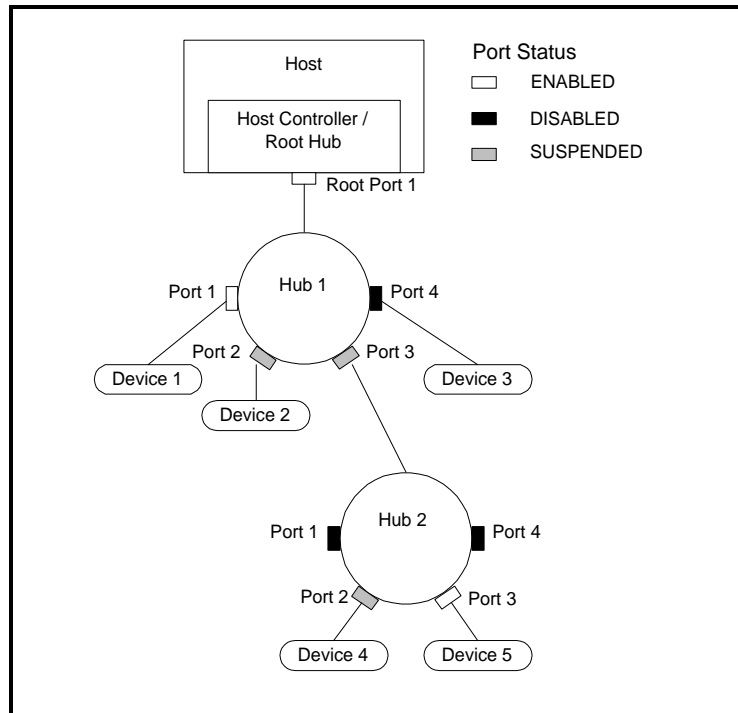 Host
Host Controller /
Root Hub
Root Port 1
Port Status
ENABLED
DISABLED
SUSPENDED
Hub 1
Port 1
Port 4
Port 2
Port 3
Device 1
Device 2
Device 3
Hub 2
Port 1
Port 4
Port 2
Port 3
Device 4
Device 5